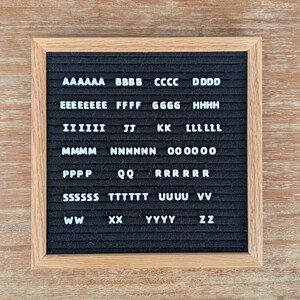 AAAAAA BBBB CCCC DDDD
EEEEEEEE FFFF GGGG HHHH
IIIIII JJ KK LLLLLL
MMMM NNNNNN OOOOOO
PPPP QQ RRRRRR
SSSSSS TTTTTT UUUU VV
WW XX YYYY ZZ